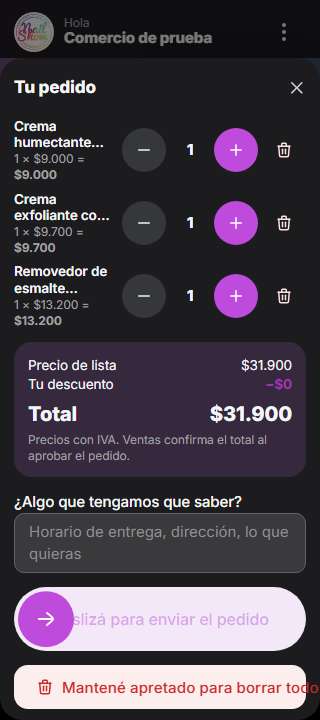 Hola
Comercio de prueba
Tu pedido
Crema
humectante...
1 × $9.000 =
$9.000
1
Crema
exfoliante co...
1 × $9.700 =
$9.700
1
Removedor de
esmalte...
1 × $13.200 =
$13.200
1
Precio de lista $31.900
Tu descuento −$0
Total $31.900
Precios con IVA. Ventas confirma el total al
aprobar el pedido.
¿Algo que tengamos que saber?
Horario de entrega, dirección, lo que
quieras
slizá para enviar el pedido
Mantené apretado para borrar todo